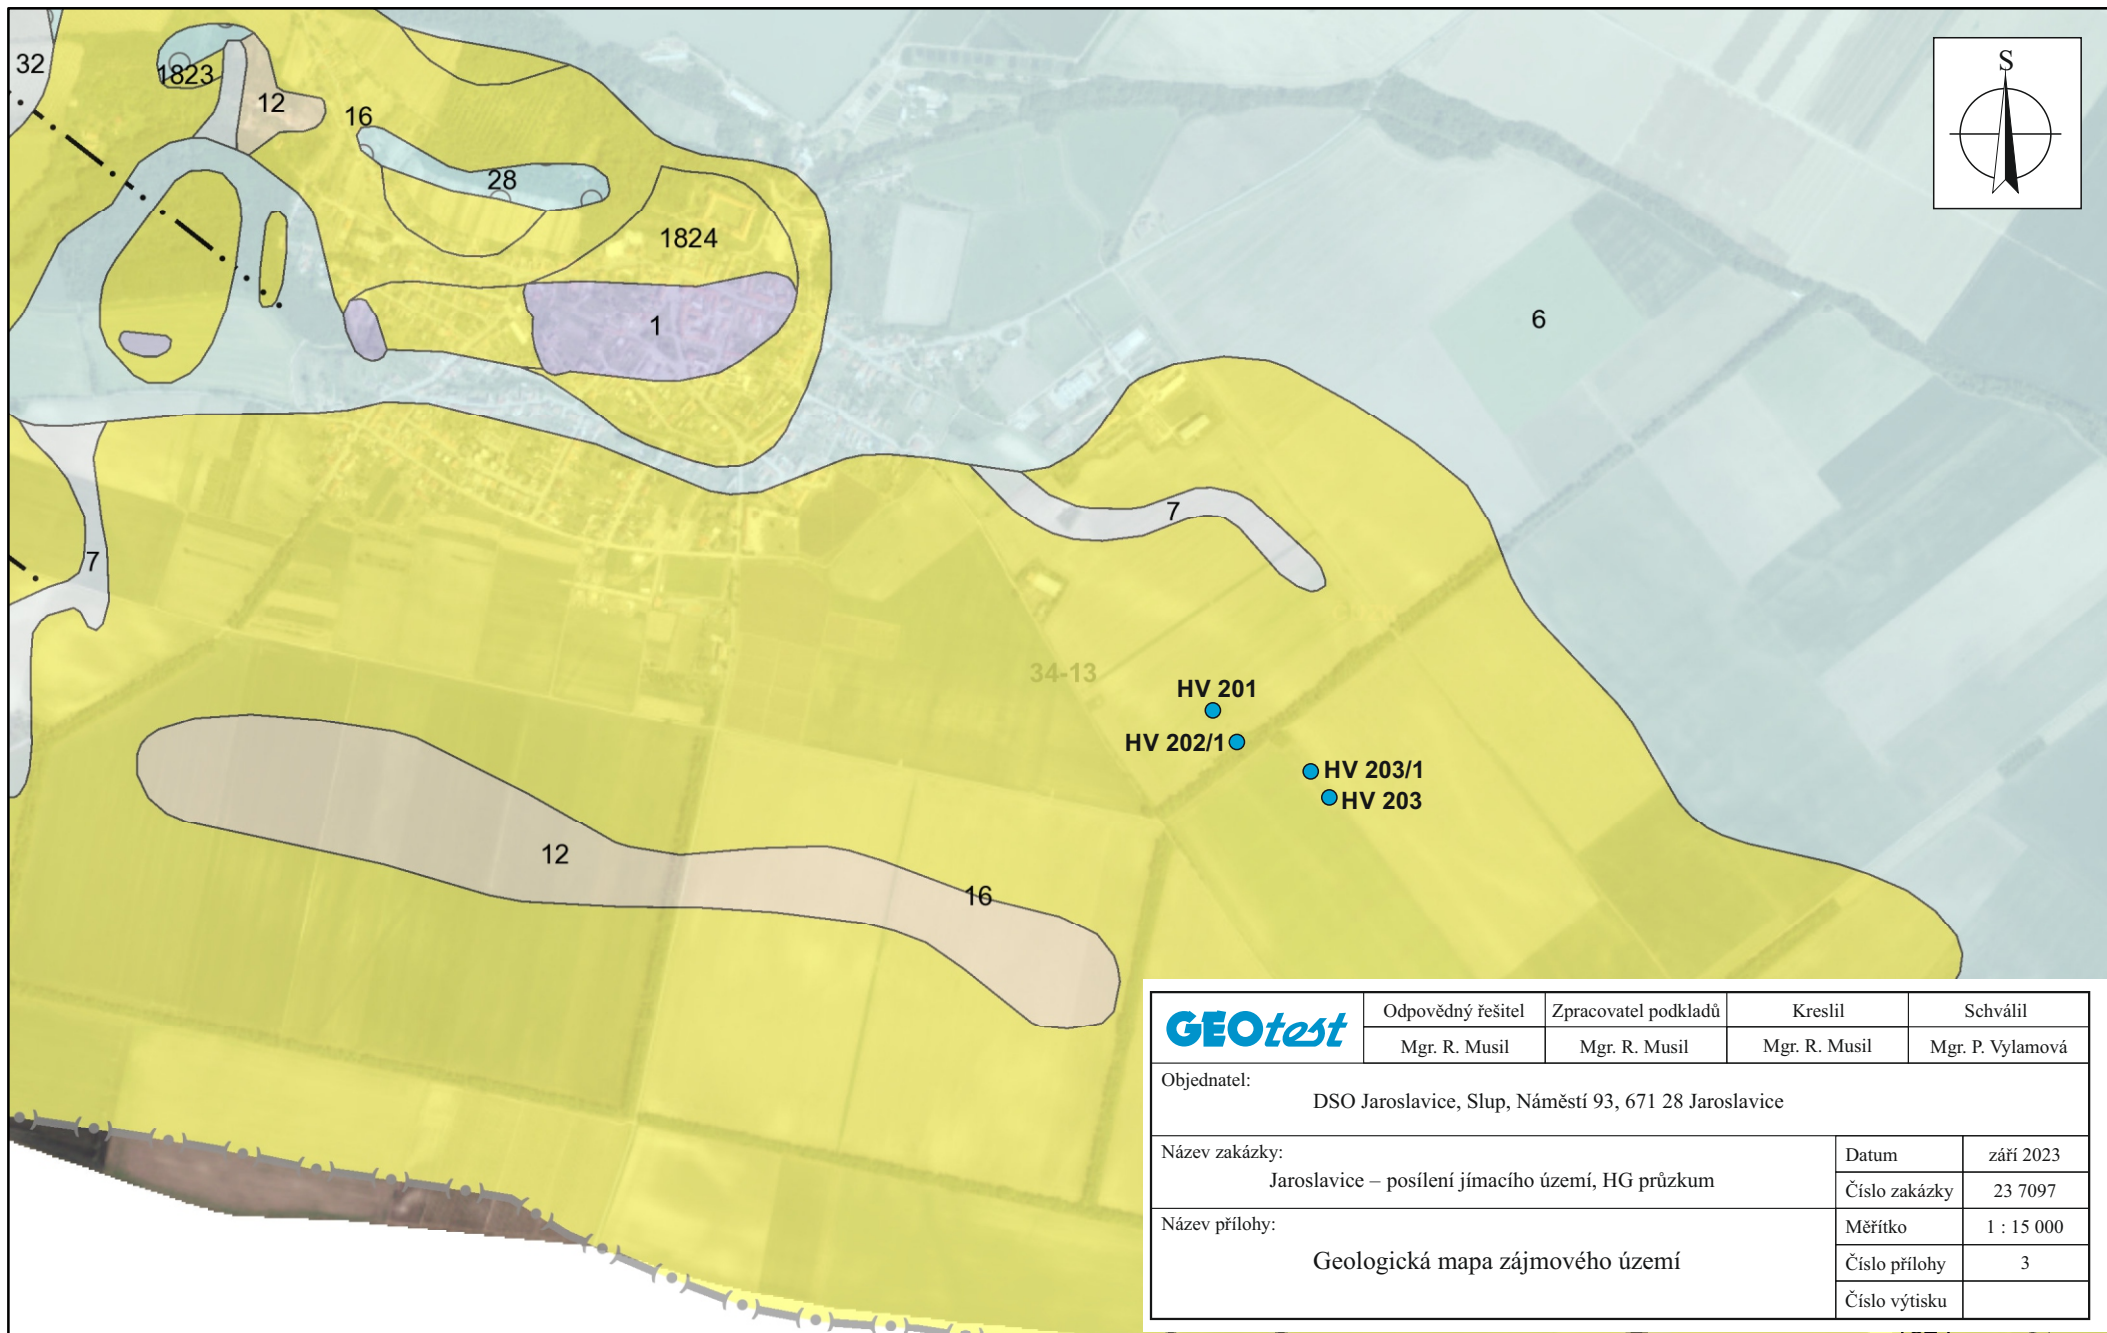 32
1823
12
16
28
1824
1
6
S
7
7
34-13
HV 201
HV 202/1
HV 203/1
HV 203
12
16
GEOtest
Odpovědný řešitel
Zpracovatel podkladů
Kreslil
Schválil
Mgr. R. Musil
Mgr. R. Musil
Mgr. R. Musil
Mgr. P. Vylamová
Objednatel:
DSO Jaroslavice, Slup, Náměstí 93, 671 28 Jaroslavice
Název zakázky:
Jaroslavice – posílení jímacího území, HG průzkum
Datum
září 2023
Číslo zakázky
23 7097
Název přílohy:
Geologická mapa zájmového území
Měřítko
1 : 15 000
Číslo přílohy
3
Číslo výtisku